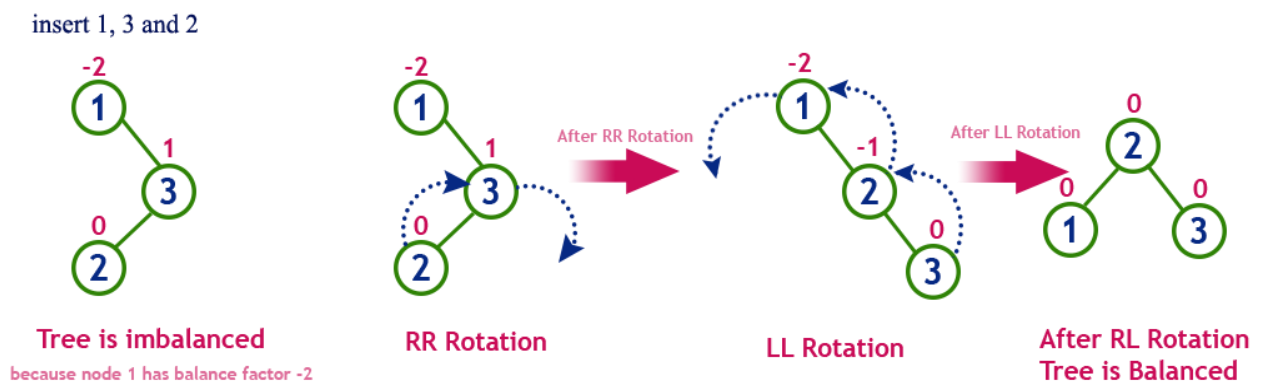 insert 1, 3 and 2
-2
1
1
3
0
2
Tree is imbalanced
because node 1 has balance factor -2
-2
1
1
3
0
2
RR Rotation
After RR Rotation
-2
1
-1
2
0
3
LL Rotation
After LL Rotation
0
2
0
1
0
3
After RL Rotation
Tree is Balanced